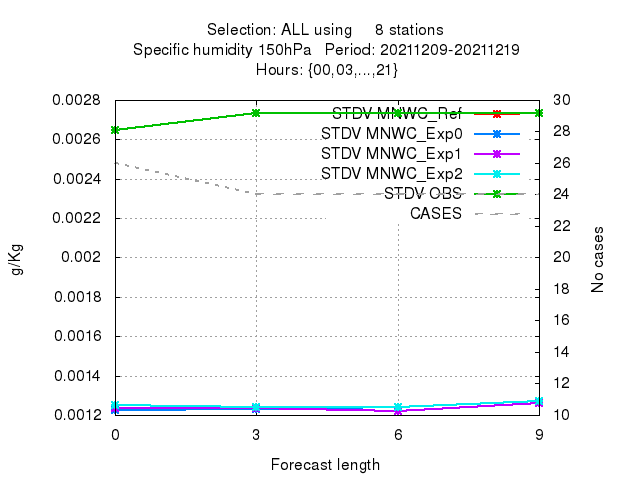 Selection: ALL using 8 stations
Specific humidity 150hPa Period: 20211209-20211219
Hours: {00,03,...,21}
0.0028
0.0026
0.0024
0.0022
0.002
0.0018
0.0016
0.0014
0.0012
g/Kg
30
28
26
24
22
20
18
16
14
12
10
No cases
STDV MNWC_Ref
STDV MNWC_Exp0
STDV MNWC_Exp1
STDV MNWC_Exp2
STDV OBS
CASES
0 3 6 9
Forecast length